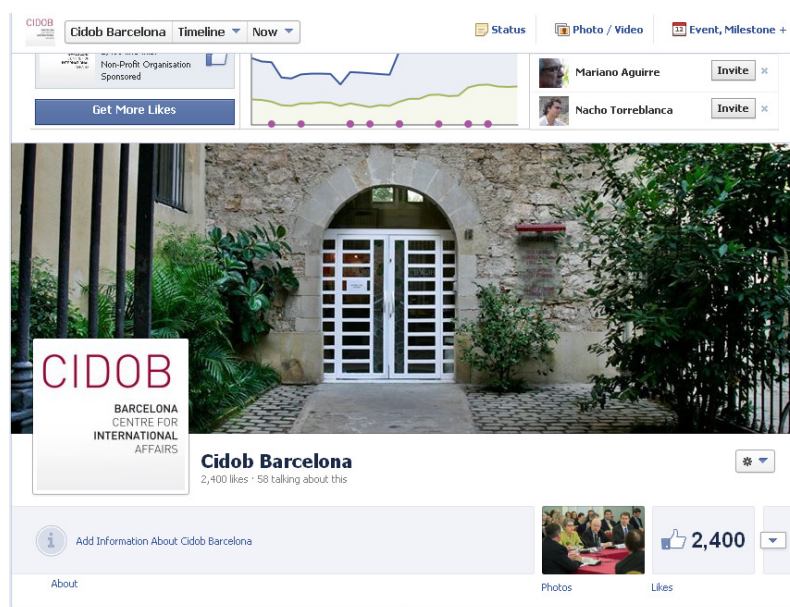 CIDOB
Cidob Barcelona
Timeline
Now
Status
Photo / Video
12
Event, Milestone +
Non-Profit Organisation
Sponsored
Get More Likes
Mariano Aguirre
Invite
×
Nacho Torreblanca
Invite
×
CIDOB
BARCELONA
CENTRE FOR
INTERNATIONAL
AFFAIRS
Cidob Barcelona
2,400 likes · 58 talking about this
i
Add Information About Cidob Barcelona
2,400
About
Photos
Likes